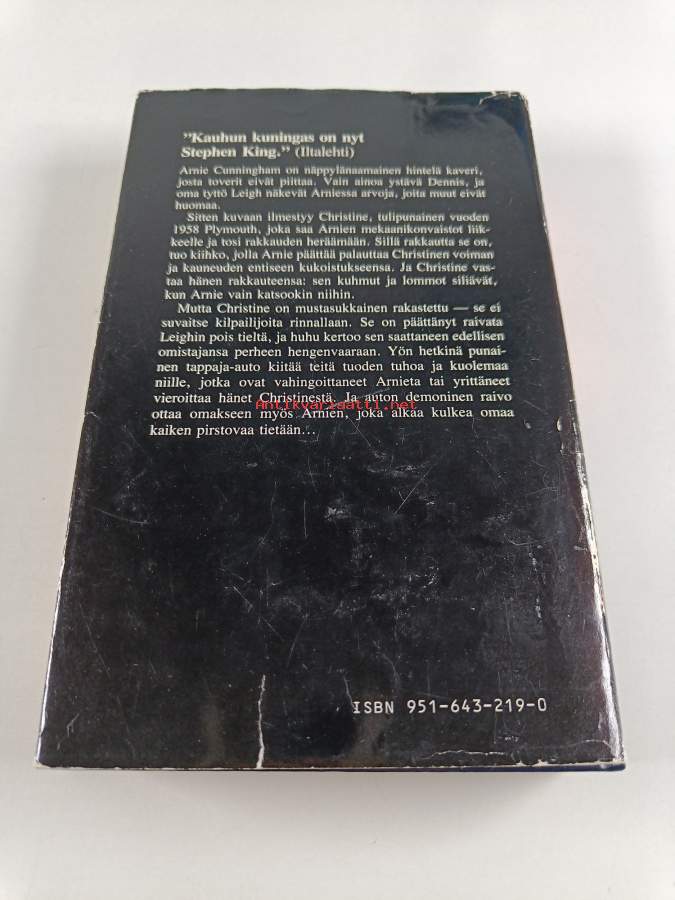 "Kauhun kuningas on nyt
Stephen King." (Iltalehti)
Arnie Cunningham on näppylänaamainen hintelä kaveri,
josta toverit eivät piittaa. Vain ainoa ystävä Dennis, ja
oma tyttö Leigh näkevät Arniessa arvoja, joita muut eivät
huomaa.
Sitten kuvaan ilmestyy Christine, tulipunainen vuoden
1958 Plymouth, joka saa Arnien mekaanikonvaistot liik-
keelle ja tosi rakkauden heräämään. Sillä rakkautta se on,
tuo kiihko, jolla Arnie päättää palauttaa Christinen voiman
ja kauneuden entiseen kukoistukseensa. Ja Christine vas-
taa hänen rakkauteensa: sen kuhmut ja lommot siliävät,
kun Arnie vain katsookin niihin.
Mutta Christine on mustasukkainen rakastettu — se ei
suvaitse kilpailijoita rinnallaan. Se on päättänyt raivata
Leighin pois tieltä, ja huhu kertoo sen saattaneen edellisen
omistajansa perheen hengenvaaraan. Yön hetkinä punai-
nen tappaja-auto kiitää teitä tuoden tuhoa ja kuolemaa
niille, jotka ovat vahingoittaneet Arnieta tai yrittäneet
vieroittaa hänet Christinestä. Ja auton demoninen raivo
Antikvariaatti.net
ottaa omakseen myös Arnien, joka alkaa kulkea omaa
kaiken pirstovaa tietään...
ISBN 951-643-219-0